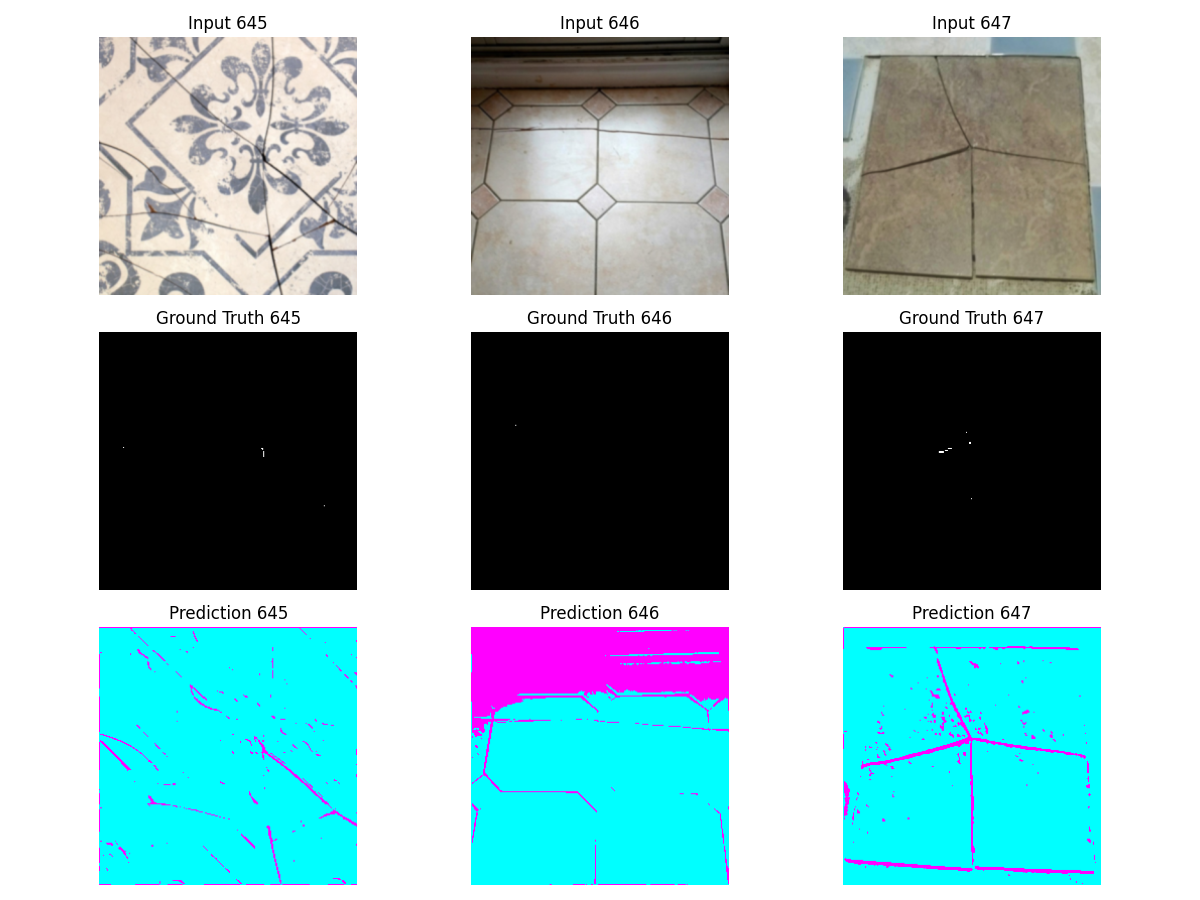 Input 645
Input 646
Input 647
Ground Truth 645
Ground Truth 646
Ground Truth 647
Prediction 645
Prediction 646
Prediction 647